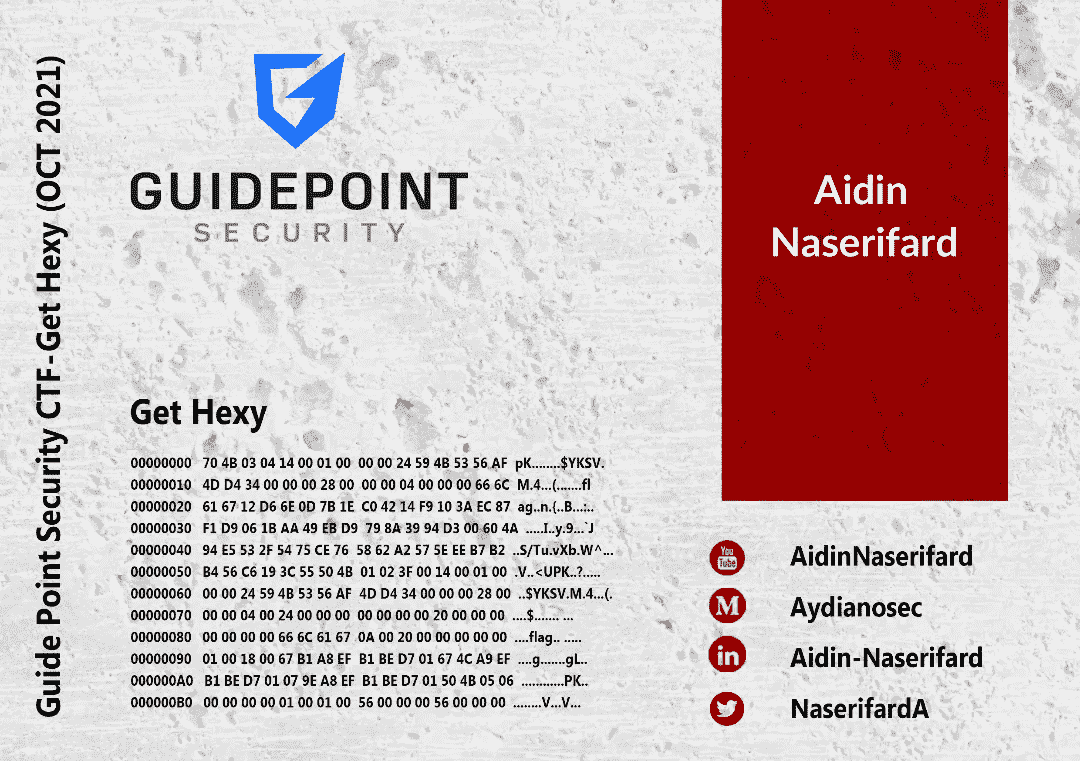 Guide Point Security CTF-Get Hexy (OCT 2021)
GUIDEPOINT
SECURITY
Get Hexy
00000000 70 4B 03 04 14 00 01 00 00 00 24 59 4B 53 56 AF pK........$YKSV.
00000010 4D D4 34 00 00 00 28 00 00 00 04 00 00 00 66 6C M.4...(.......fl
00000020 61 67 12 D6 6E 0D 7B 1E C0 42 14 F9 10 3A EC 87 ag..n.{..B...:..
00000030 F1 D9 06 1B AA 49 EB D9 79 8A 39 94 D3 00 60 4A .....I..y.9...`J
00000040 94 E5 53 2F 54 75 CE 76 58 62 A2 57 5E EE B7 B2 ..S/Tu.vXb.W^...
00000050 B4 56 C6 19 3C 55 50 4B 01 02 3F 00 14 00 01 00 .V..<UPK..?.....
00000060 00 00 24 59 4B 53 56 AF 4D D4 34 00 00 00 28 00 ..$YKSV.M.4...(.
00000070 00 00 04 00 24 00 00 00 00 00 00 00 20 00 00 00 ....$....... ...
00000080 00 00 00 00 66 6C 61 67 0A 00 20 00 00 00 00 00 ....flag.. .....
00000090 01 00 18 00 67 B1 A8 EF B1 BE D7 01 67 4C A9 EF ....g.......gL..
000000A0 B1 BE D7 01 07 9E A8 EF B1 BE D7 01 50 4B 05 06 ............PK..
000000B0 00 00 00 00 01 00 01 00 56 00 00 00 56 00 00 00 ........V...V...
Aidin
Naserifard
You
Tube
AidinNaserifard
M
Aydianosec
in
Aidin-Naserifard
NaserifardA